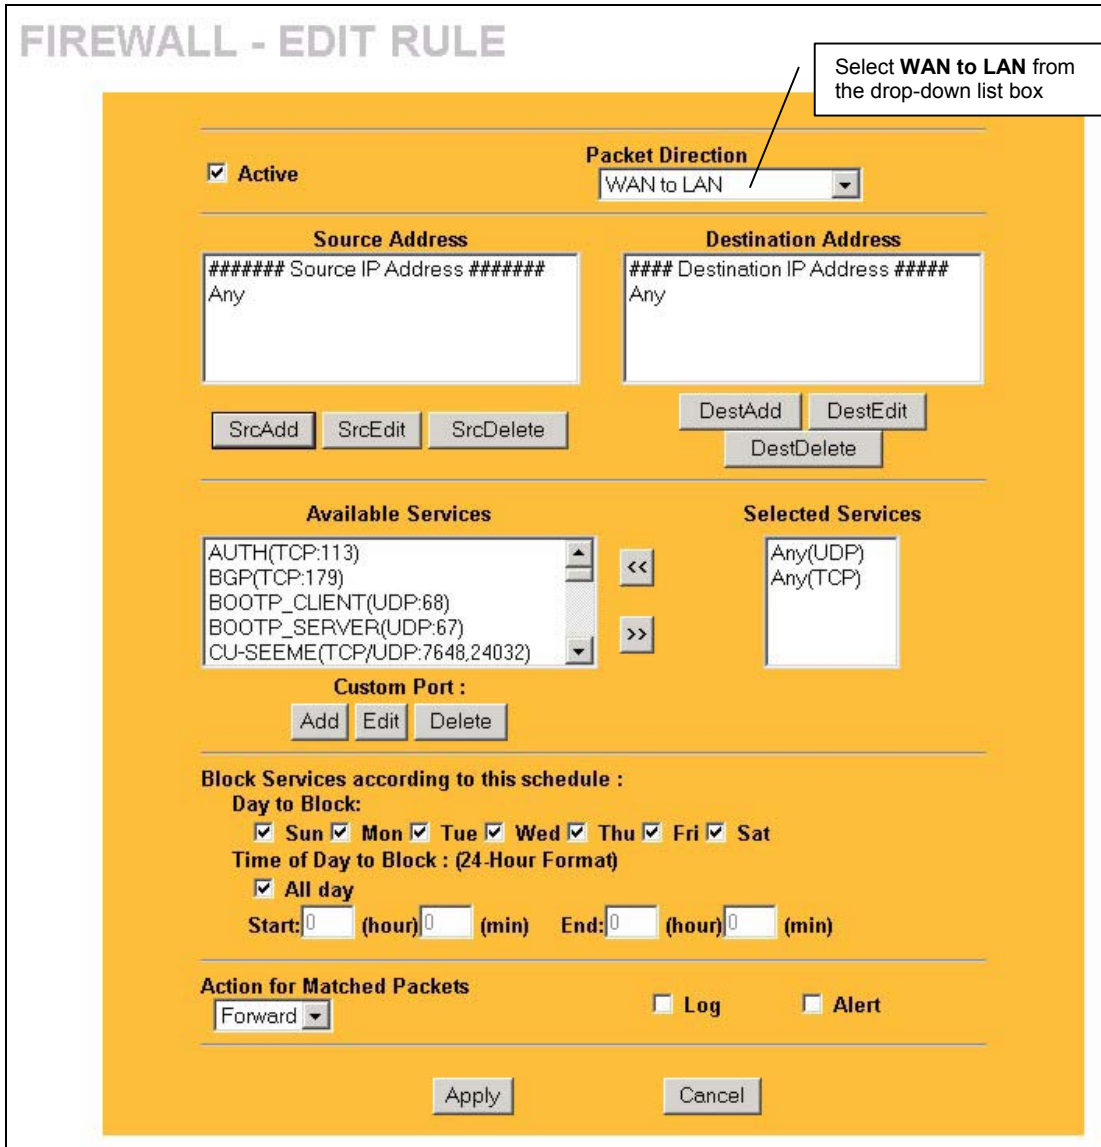 FIREWALL - EDIT RULE
Select WAN to LAN from
the drop-down list box
Active
Packet Direction
WAN to LAN
Source Address
Destination Address
####### Source IP Address #######
Any
#### Destination IP Address #####
Any
SrcAdd SrcEdit SrcDelete
DestAdd DestEdit
DestDelete
Available Services
Selected Services
AUTH(TCP:113)
BGP(TCP:179)
BOOTP_CLIENT(UDP:68)
BOOTP_SERVER(UDP:67)
CU-SEEME(TCP/UDP:7648,24032)
<<
>>
Any(UDP)
Any(TCP)
Custom Port :
Add Edit Delete
Block Services according to this schedule :
Day to Block:
Sun Mon Tue Wed Thu Fri Sat
Time of Day to Block : (24-Hour Format)
All day
Start: 0 (hour) 0 (min) End: 0 (hour) 0 (min)
Action for Matched Packets
Forward
Log Alert
Apply Cancel